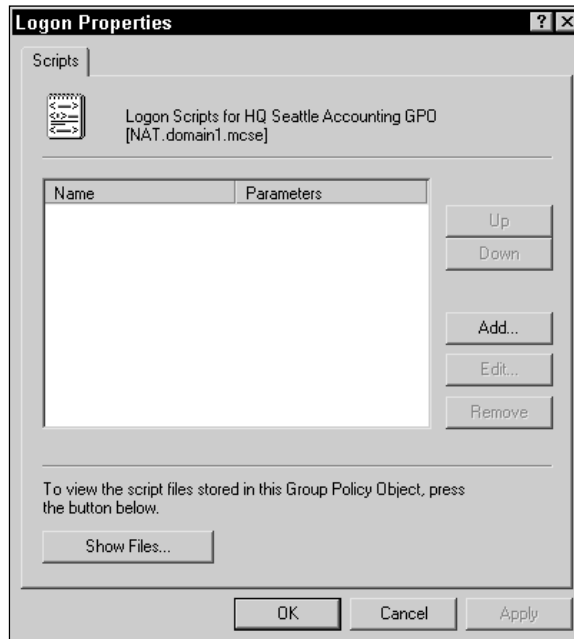 Logon Properties
Scripts
Logon Scripts for HQ Seattle Accounting GPO
[NAT.domain1.mcse]
Name Parameters
Up
Down
Add...
Edit...
Remove
To view the script files stored in this Group Policy Object, press
the button below.
Show Files...
OK Cancel Apply